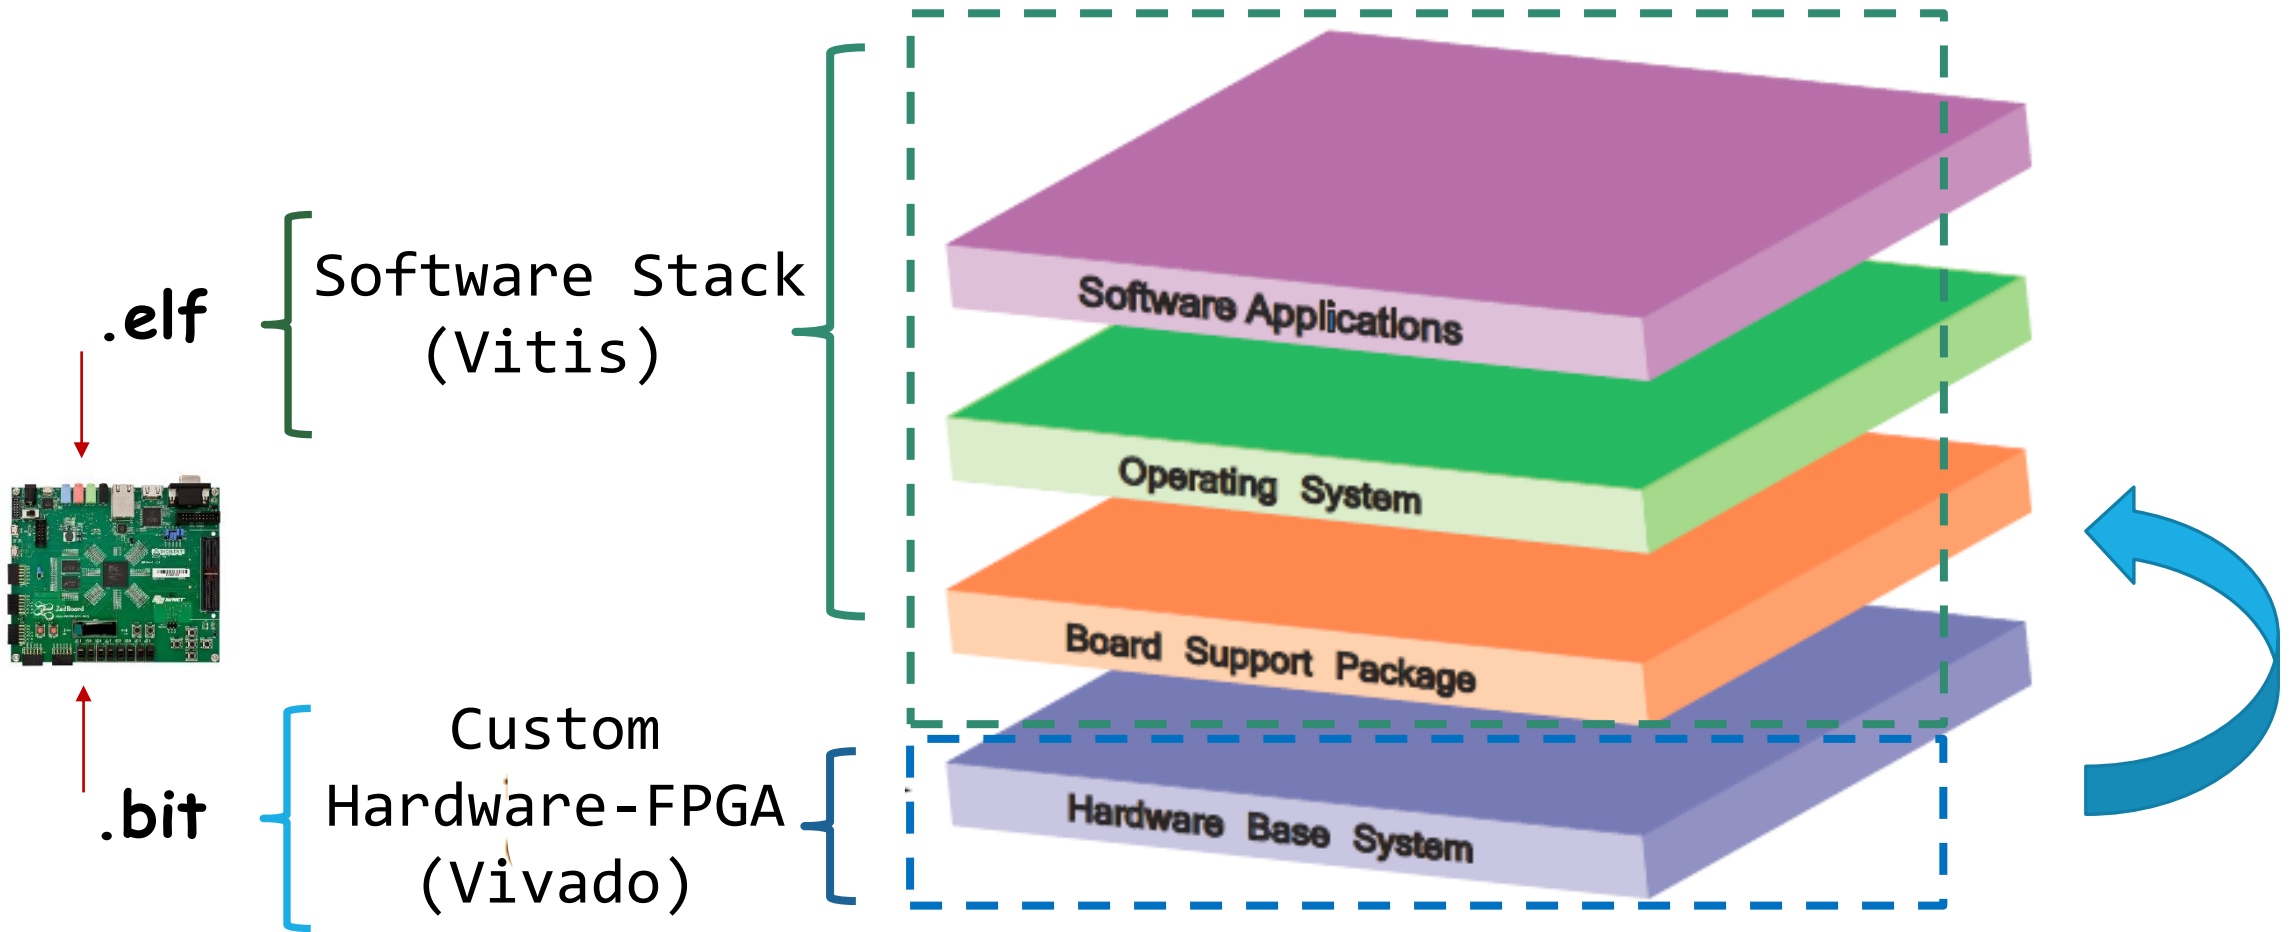 Software Applications
Software Stack
(Vitis)
.elf
Operating System
Board Support Package
ZedBoard
Custom
Hardware-FPGA
(Vivado)
.bit
Hardware Base System